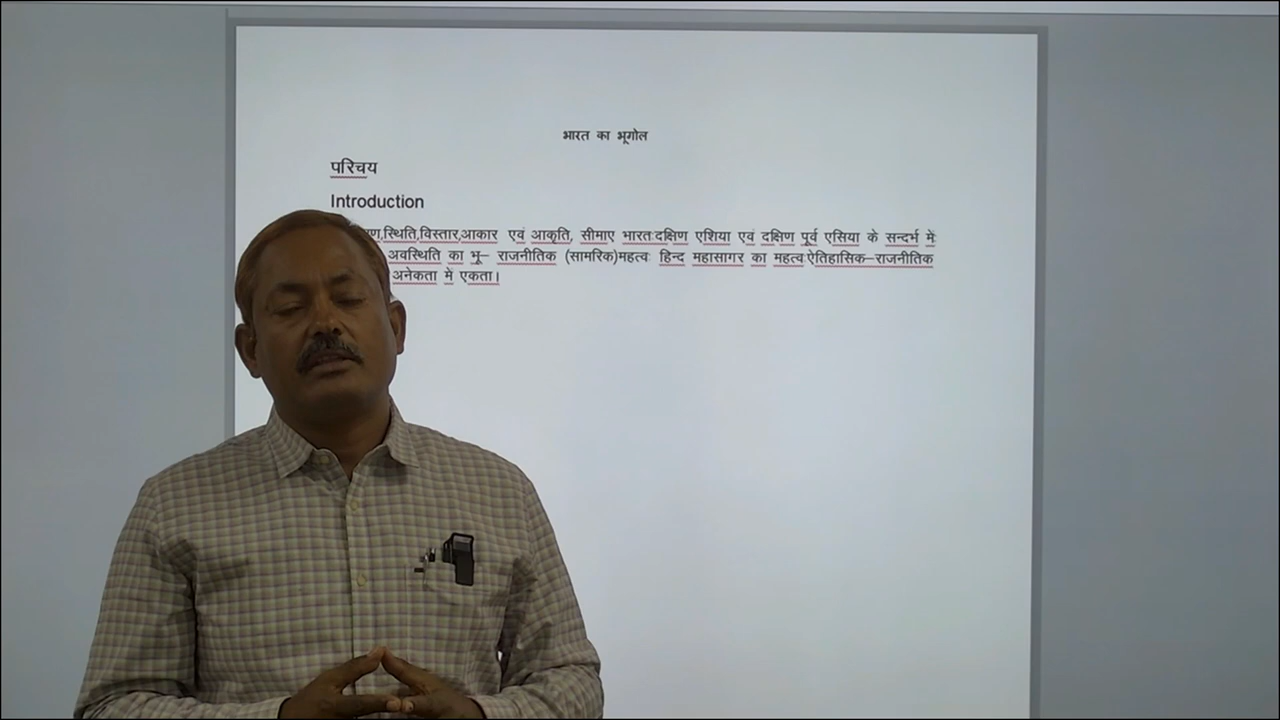 भारत का भूगोल
परिचय
Introduction
स्थिति,विस्तार,आकार एवं आकृति, सीमाए भारतःदक्षिण एशिया एवं दक्षिण पूर्व एसिया के सन्दर्भ में:
अवस्थिति का भू– राजनीतिक (सामरिक)महत्वः हिन्द महासागर का महत्व ऐतिहासिक–राजनीतिक
अनेकता में एकता।